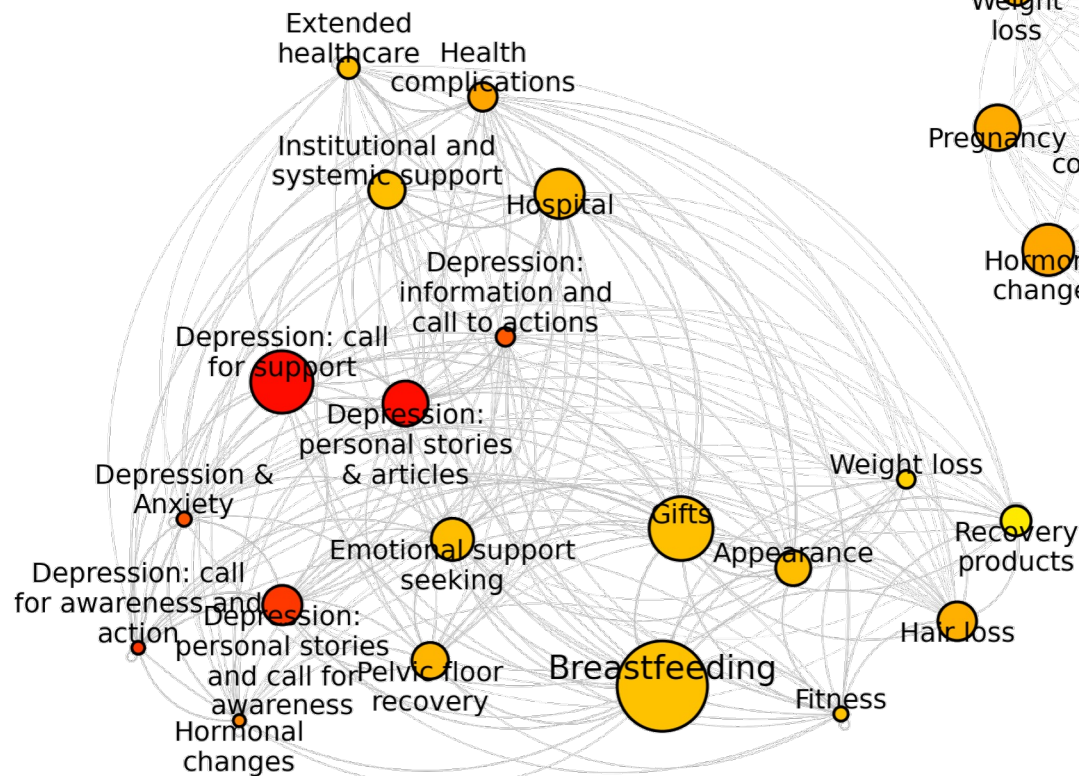 Weight
loss
Extended
healthcare
Health
complications
Pregnancy
co
Institutional and
systemic support
Hospital
Hormon
change
Depression:
information and
call to actions
Depression: call
for support
Depression:
personal stories
& articles
Weight loss
Depression &
Anxiety
Gifts
Recovery
products
Emotional support
seeking
Appearance
Depression: call
for awareness and
action
Depression:
personal stories
and call for
awareness
Hair loss
Pelvic floor
recovery
Breastfeeding
Fitness
Hormonal
changes